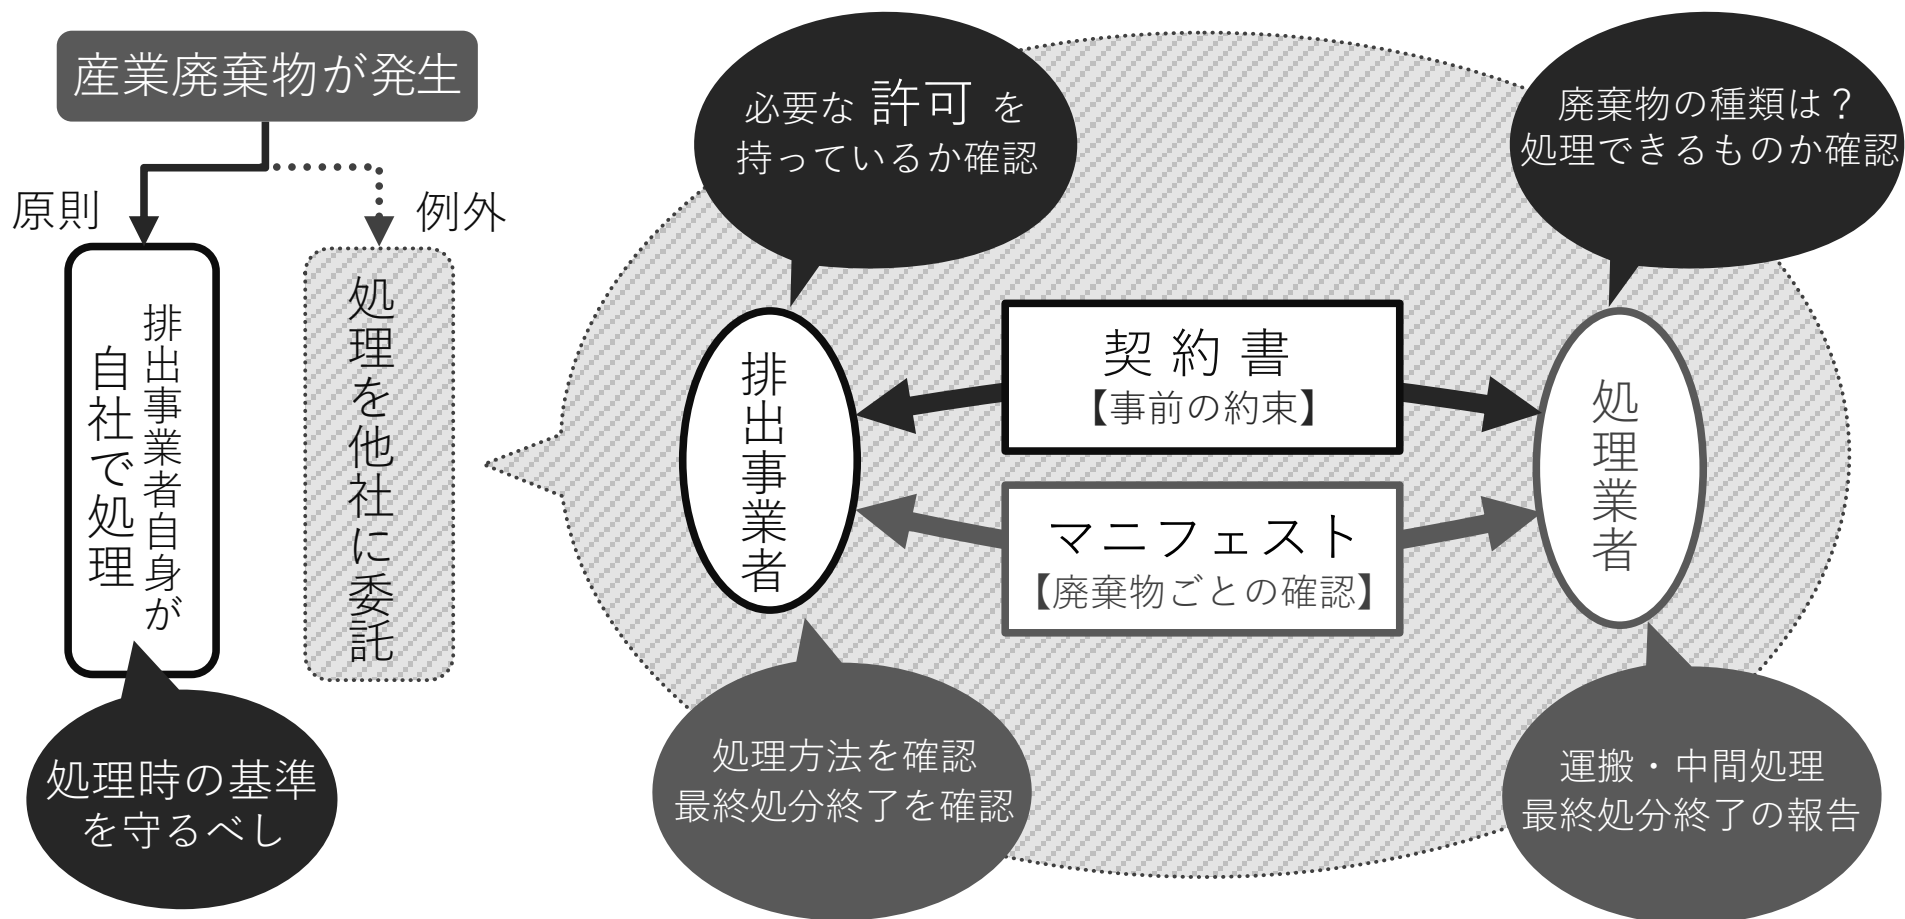 産業廃棄物が発生
原則
例外
排出事業者自身が
自社で処理
処理を他社に委託
処理時の基準
を守るべし
必要な 許可 を
持っているか確認
廃棄物の種類は？
処理できるものか確認
排出事業者
契約書
【事前の約束】
マニフェスト
【廃棄物ごとの確認】
処理業者
処理方法を確認
最終処分終了を確認
運搬・中間処理
最終処分終了の報告